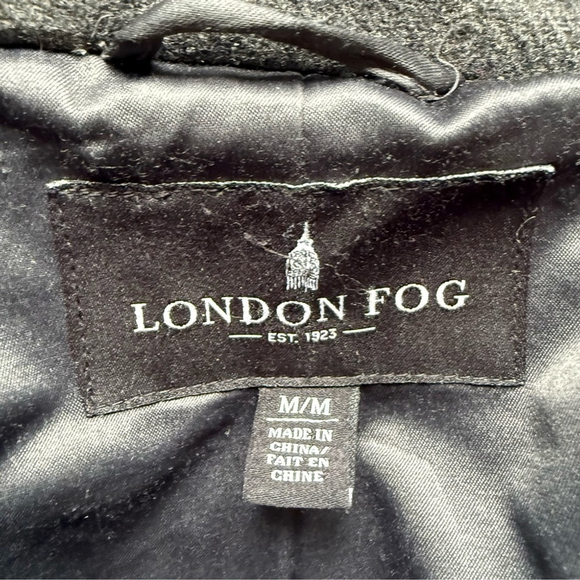 LONDON FOG
EST. 1923
M/M
MADE IN
CHINA/
FAIT EN
CHINE